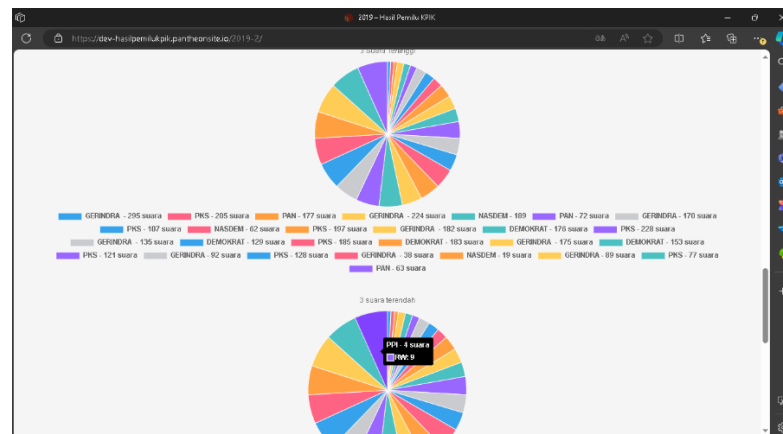 2019 – Hasil Pemilu KPIK
https://dev-hasilpemilukpik.pantheonsite.io/2019-2/
3 suara tertinggi
GERINDRA - 295 suara PKS - 205 suara PAN - 177 suara GERINDRA - 224 suara NASDEM - 189 PAN - 72 suara GERINDRA - 170 suara
PKS - 107 suara NASDEM - 62 suara PKS - 197 suara GERINDRA - 182 suara DEMOKRAT - 176 suara PKS - 228 suara
GERINDRA - 135 suara DEMOKRAT - 129 suara PKS - 185 suara DEMOKRAT - 183 suara GERINDRA - 175 suara DEMOKRAT - 153 suara
PKS - 121 suara GERINDRA - 92 suara PKS - 128 suara GERINDRA - 38 suara NASDEM - 19 suara GERINDRA - 89 suara PKS - 77 suara
PAN - 63 suara
3 suara terendah
PPI - 4 suara
RW: 9